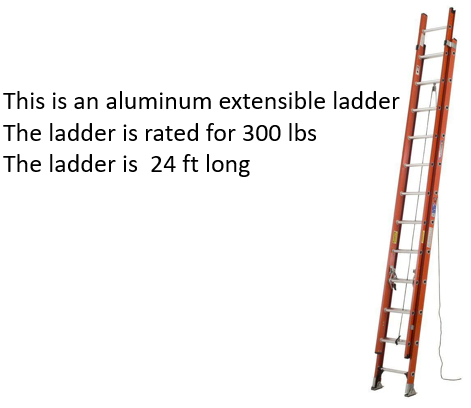 This is an aluminum extensible ladder
The ladder is rated for 300 lbs
The ladder is  24 ft long